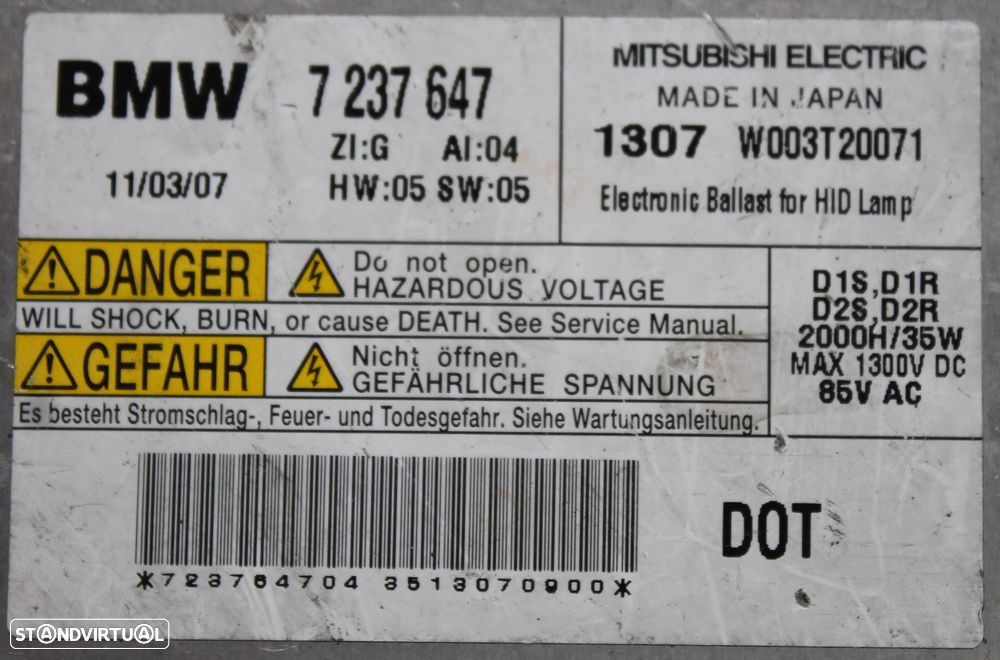 BMW 7 237 647
ZI:G AI:04
11/03/07 HW:05 SW:05
MITSUBISHI ELECTRIC
MADE IN JAPAN
1307 W003T20071
Electronic Ballast for HID Lamp
DANGER Do not open.
HAZARDOUS VOLTAGE
WILL SHOCK, BURN, or cause DEATH. See Service Manual.
GEFAHR Nicht öffnen.
GEFÄHRLICHE SPANNUNG
Es besteht Stromschlag-, Feuer- und Todesgefahr. Siehe Wartungsanleitung.
D1S,D1R
D2S,D2R
2000H/35W
MAX 1300V DC
85V AC
*723764704 3513070900*
DOT
STANDVIRTUAL